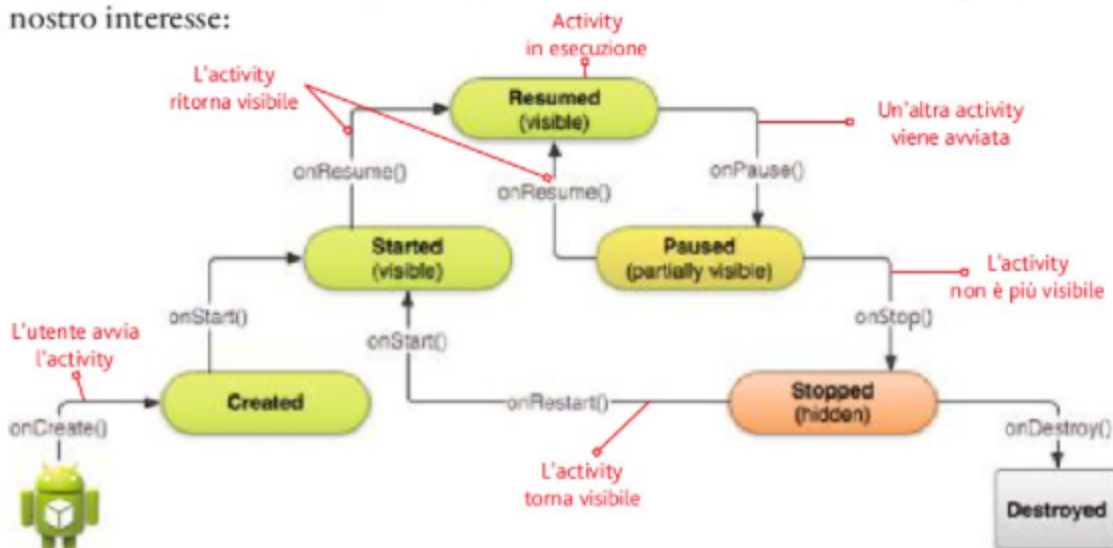 nostro interesse:
Activity
in esecuzione
L'activity
ritorna visibile
Resumed
(visible)
Un'altra activity
viene avviata
onResume()
onResume()
onPause()
Started
(visible)
Paused
(partially visible)
L'activity
non è più visibile
onStart()
onStart()
onStop()
L'utente avvia
l'activity
Created
onRestart()
Stopped
(hidden)
onCreate()
onDestroy()
L'activity
torna visibile
Destroyed